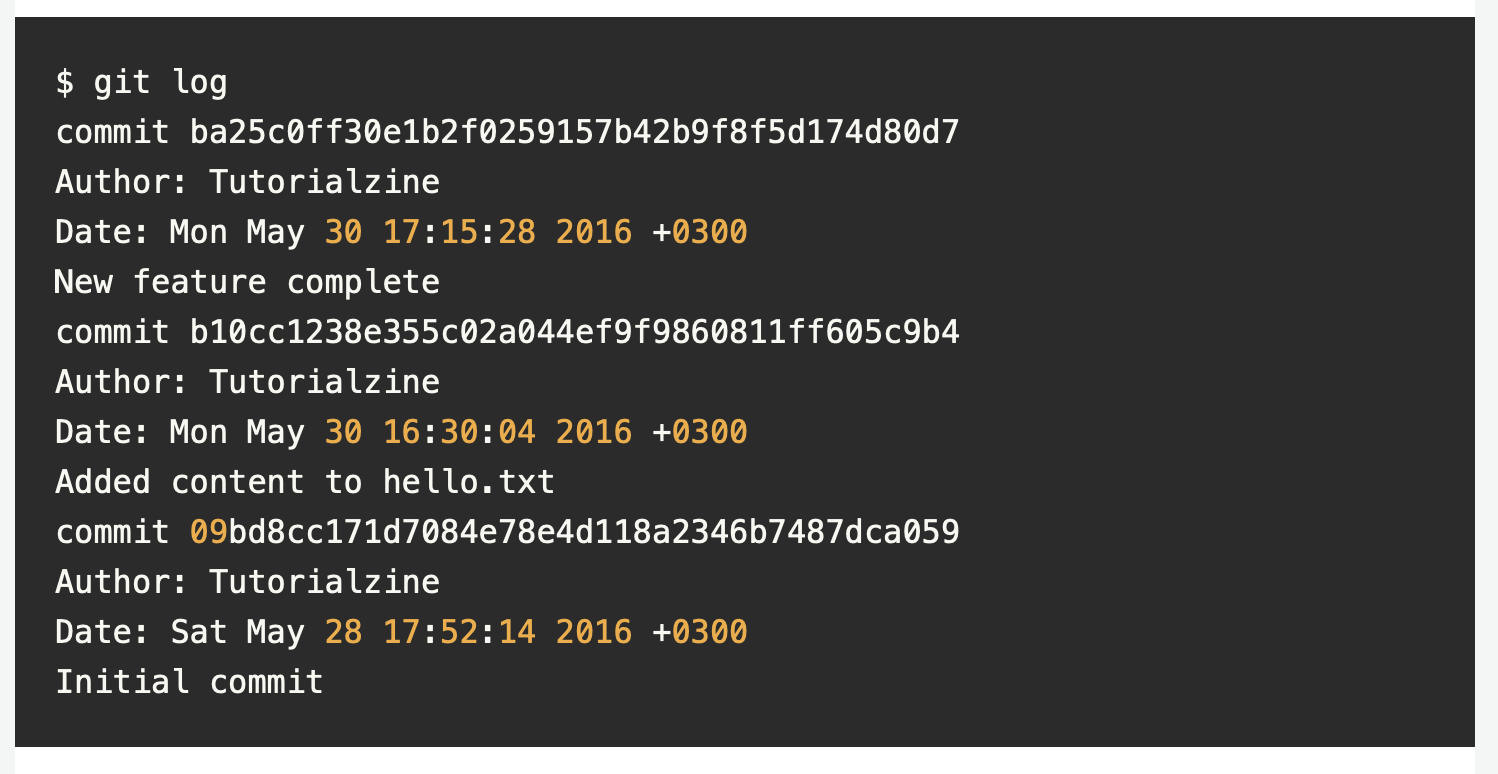 $ git log
commit ba25c0ff30e1b2f0259157b42b9f8f5d174d80d7
Author: Tutorialzine
Date: Mon May 30 17:15:28 2016 +0300
New feature complete
commit b10cc1238e355c02a044ef9f9860811ff605c9b4
Author: Tutorialzine
Date: Mon May 30 16:30:04 2016 +0300
Added content to hello.txt
commit 09bd8cc171d7084e78e4d118a2346b7487dca059
Author: Tutorialzine
Date: Sat May 28 17:52:14 2016 +0300
Initial commit